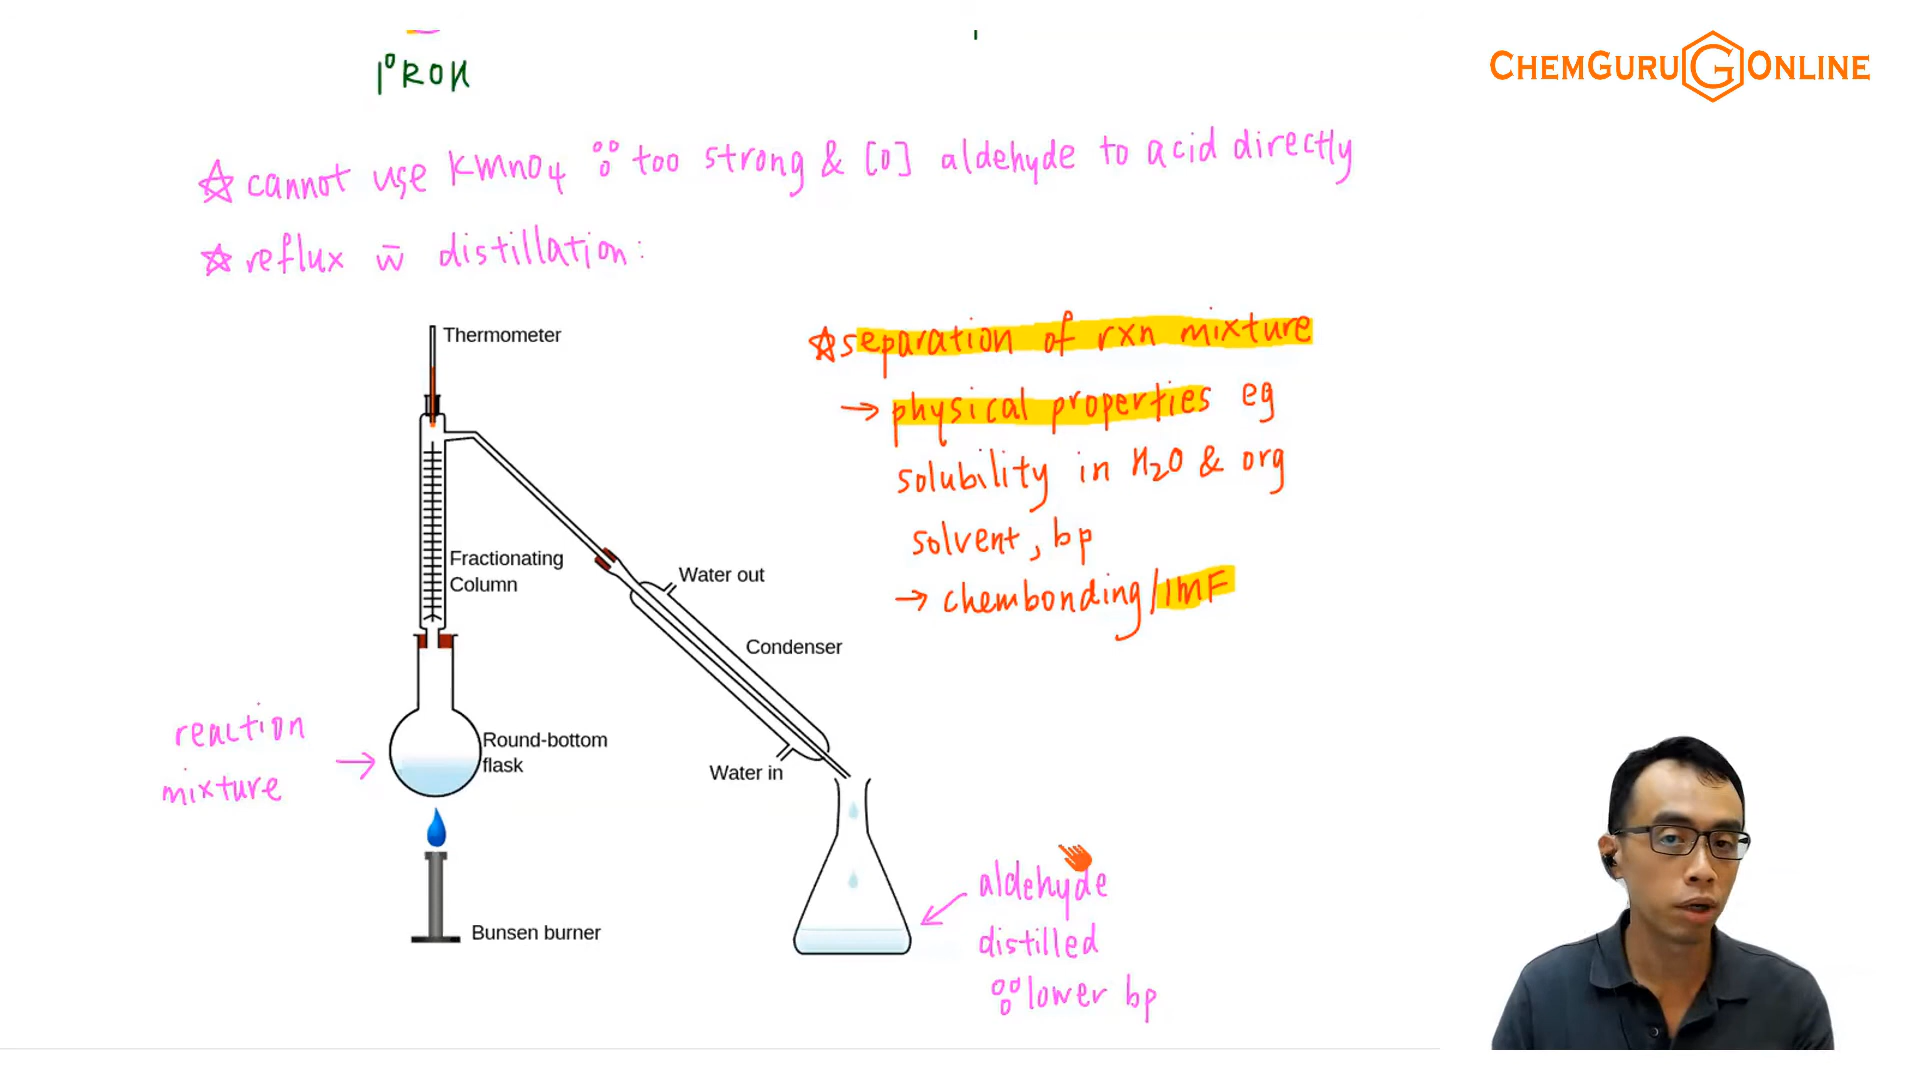 1° ROH
CHEMGURU G ONLINE
☆ cannot use KMnO4 ∵ too strong & [O] aldehyde to acid directly
☆ reflux w̄ distillation:
Thermometer
☆ separation of rxn mixture
→ physical properties eg
solubility in H2O & org
solvent, bp
→ chembonding/IMF
Fractionating
Column
Water out
Condenser
reaction
mixture
→
Round-bottom
flask
Water in
aldehyde
distilled
∵ lower bp
Bunsen burner